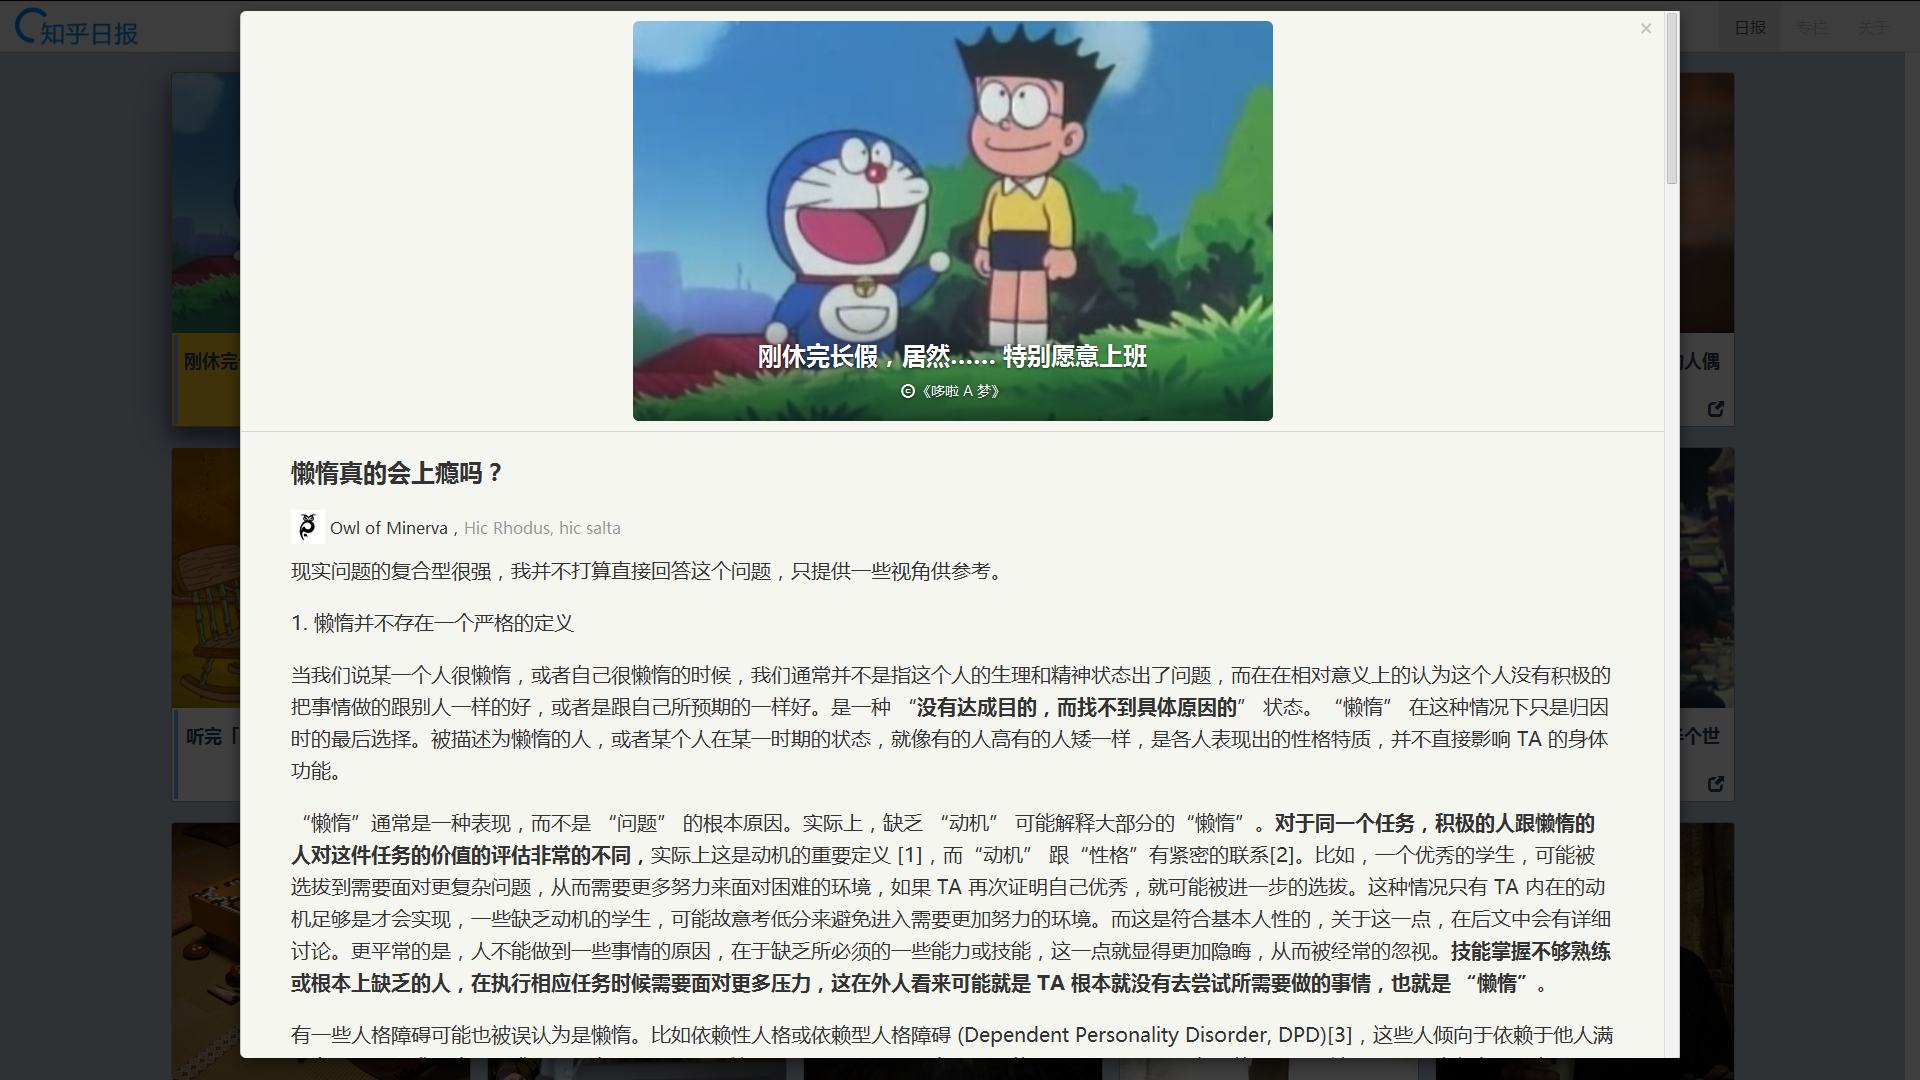 知乎日报
日报
专栏
关于
×
刚休完长假，居然…… 特别愿意上班
《哆啦 A 梦》
懒惰真的会上瘾吗？
Owl of Minerva，Hic Rhodus, hic salta
现实问题的复合型很强，我并不打算直接回答这个问题，只提供一些视角供参考。
1. 懒惰并不存在一个严格的定义
当我们说某一个人很懒惰，或者自己很懒惰的时候，我们通常并不是指这个人的生理和精神状态出了问题，而在在相对意义上的认为这个人没有积极的
把事情做的跟别人一样的好，或者是跟自己所预期的一样好。是一种 “没有达成目的，而找不到具体原因的” 状态。“懒惰” 在这种情况下只是归因
时的最后选择。被描述为懒惰的人，或者某个人在某一时期的状态，就像有的人高有的人矮一样，是各人表现出的性格特质，并不直接影响 TA 的身体
功能。
“懒惰”通常是一种表现，而不是 “问题” 的根本原因。实际上，缺乏 “动机” 可能解释大部分的“懒惰”。对于同一个任务，积极的人跟懒惰的
人对这件任务的价值的评估非常的不同，实际上这是动机的重要定义 [1]，而“动机” 跟“性格”有紧密的联系[2]。比如，一个优秀的学生，可能被
选拔到需要面对更复杂问题，从而需要更多努力来面对困难的环境，如果 TA 再次证明自己优秀，就可能被进一步的选拔。这种情况只有 TA 内在的动
机足够是才会实现，一些缺乏动机的学生，可能故意考低分来避免进入需要更加努力的环境。而这是符合基本人性的，关于这一点，在后文中会有详细
讨论。更平常的是，人不能做到一些事情的原因，在于缺乏所必须的一些能力或技能，这一点就显得更加隐晦，从而被经常的忽视。技能掌握不够熟练
或根本上缺乏的人，在执行相应任务时候需要面对更多压力，这在外人看来可能就是 TA 根本就没有去尝试所需要做的事情，也就是 “懒惰”。
有一些人格障碍可能也被误认为是懒惰。比如依赖性人格或依赖型人格障碍 (Dependent Personality Disorder, DPD)[3]，这些人倾向于依赖于他人满
刚休完
人偶
听完「
个世